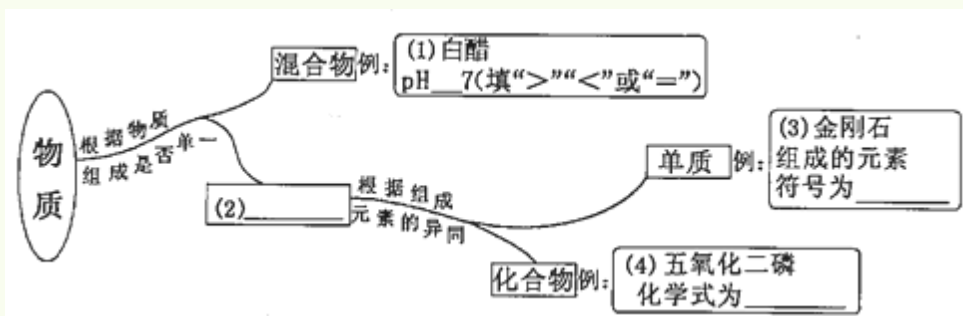 物质
根据物质
组成是否单一
混合物例:
(1)白醋
pH___7(填“>”“<”或“=”)
(2)________
根据组成
元素的异同
单质 例:
(3)金刚石
组成的元素
符号为______
化合物例:
(4)五氧化二磷
化学式为________